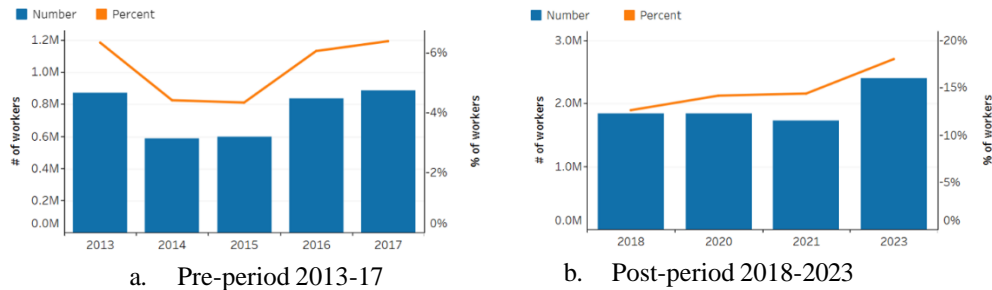 Number Percent
1.2M
1.0M
0.8M
0.6M
0.4M
0.2M
0.0M
# of workers
6%
4%
2%
0%
% of workers
2013 2014 2015 2016 2017
a. Pre-period 2013-17
Number Percent
3.0M
2.0M
1.0M
0.0M
# of workers
20%
15%
10%
5%
0%
% of workers
2018 2020 2021 2023
b. Post-period 2018-2023